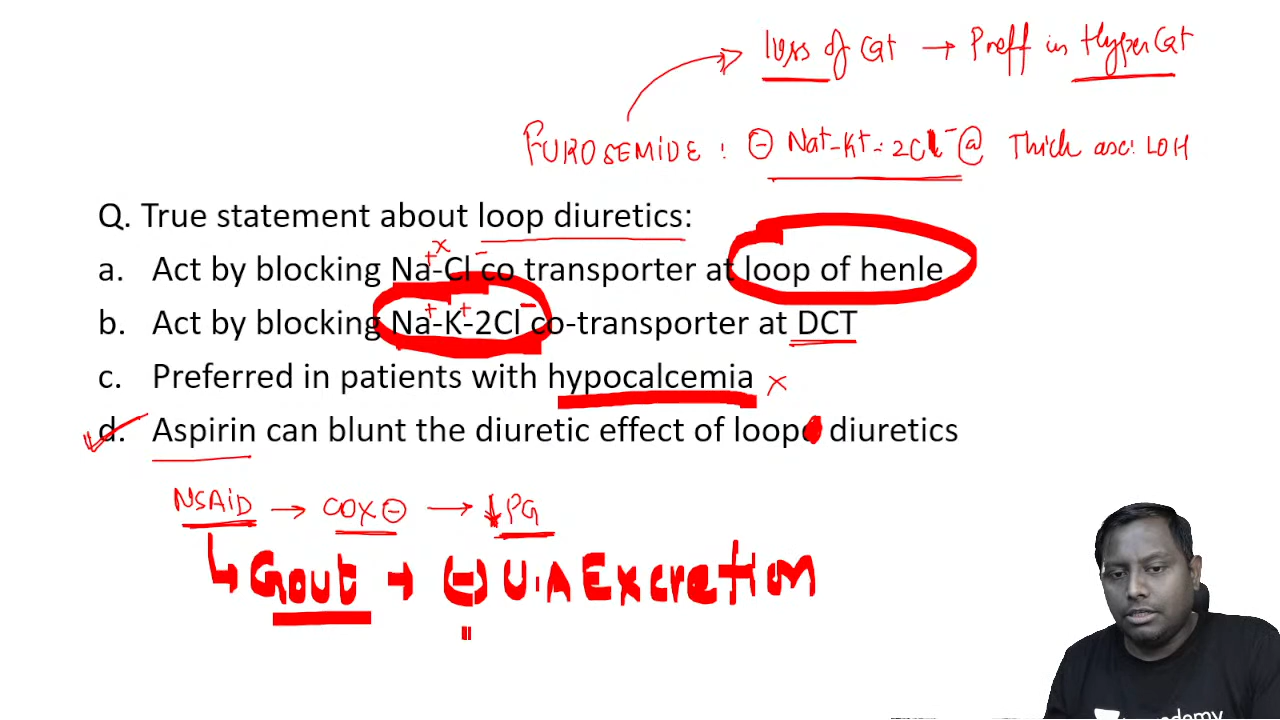 loss of Ca+ → Preff in HyperCa+
FUROSEMIDE : ⊖ Na+-K+-2Cl- @ Thick asc. LOH
Q. True statement about loop diuretics:
a. Act by blocking Na+-Cl- co transporter at loop of henle
b. Act by blocking Na+-K+-2Cl- co-transporter at DCT
c. Preferred in patients with hypocalcemia x
d. Aspirin can blunt the diuretic effect of loop diuretics
NSAiD → COX⊖ → ↓PG
↳ Gout → (-) U.A Excretion